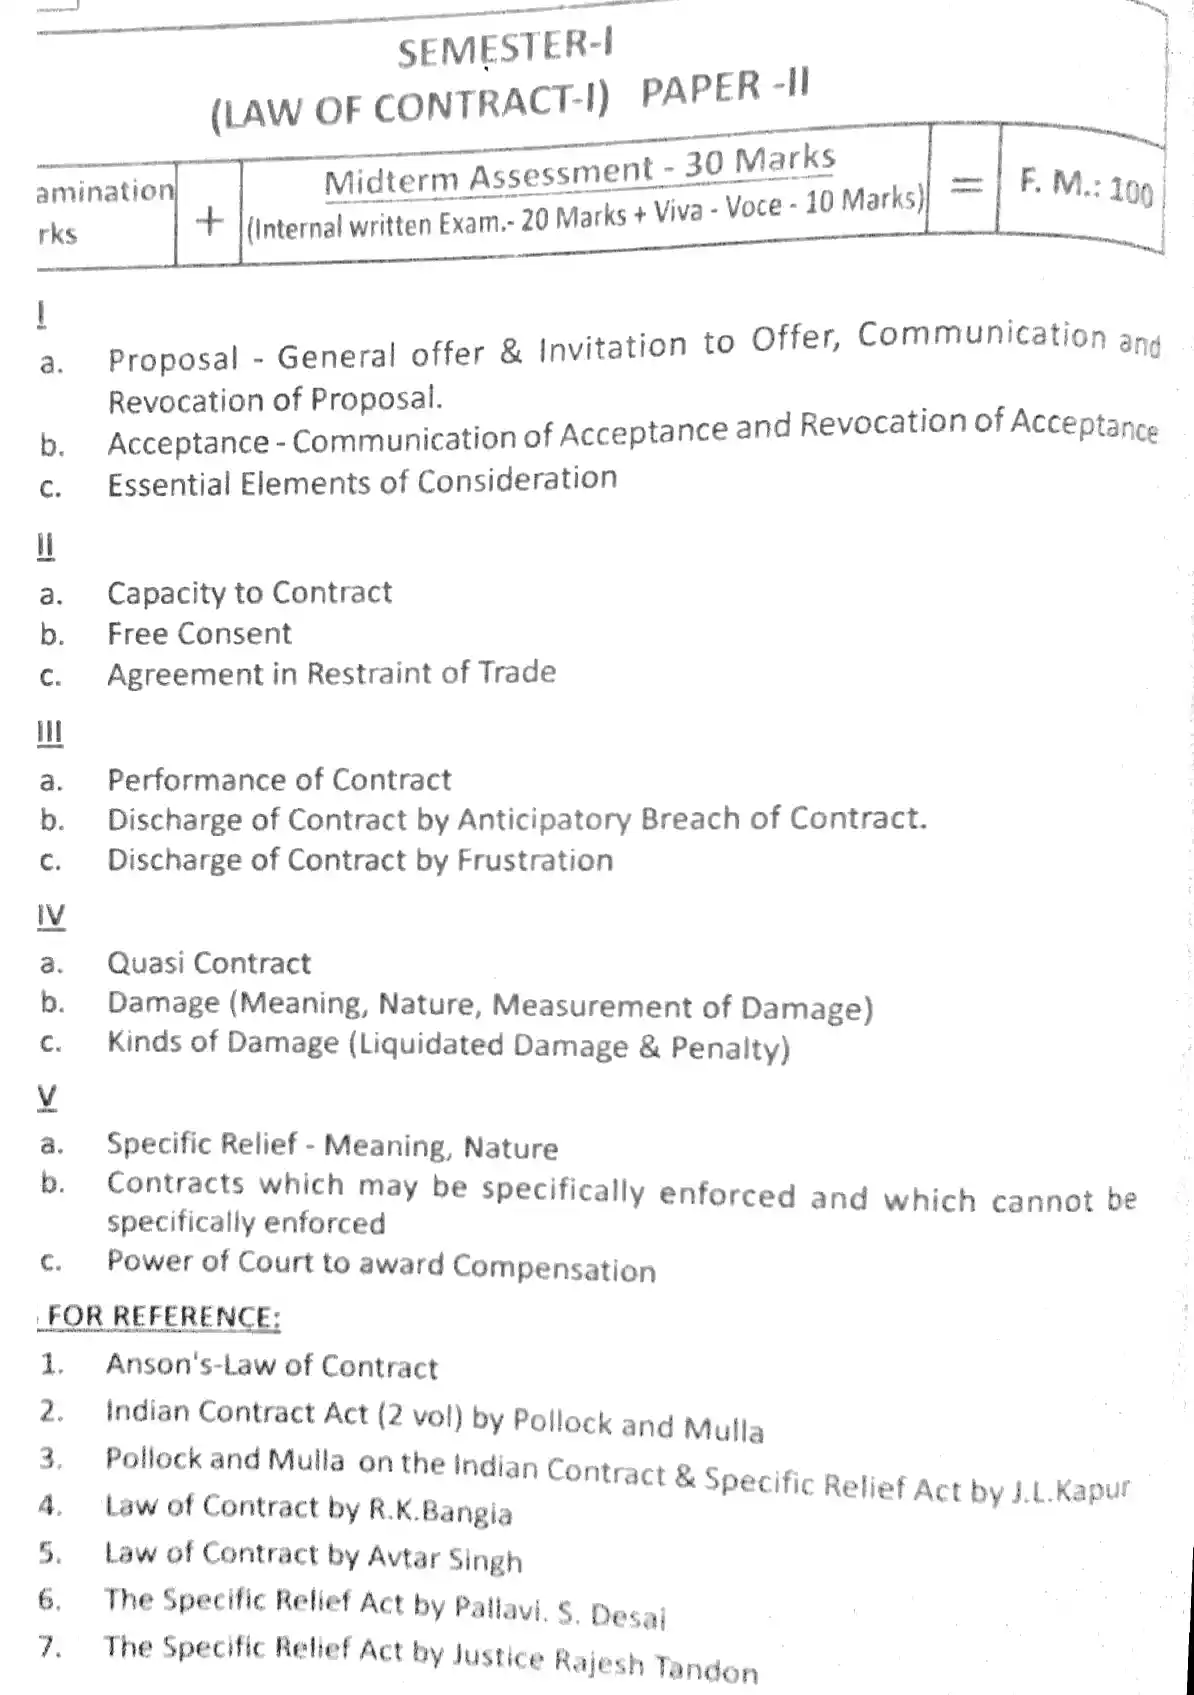 SEMESTER-I
(LAW OF CONTRACT-I) PAPER -II
amination
rks
+
Midterm Assessment - 30 Marks
(Internal written Exam.- 20 Marks + Viva - Voce - 10 Marks)
=
F. M.: 100
I
a. Proposal - General offer & Invitation to Offer, Communication and
Revocation of Proposal.
b. Acceptance - Communication of Acceptance and Revocation of Acceptance
c. Essential Elements of Consideration
II
a. Capacity to Contract
b. Free Consent
c. Agreement in Restraint of Trade
III
a. Performance of Contract
b. Discharge of Contract by Anticipatory Breach of Contract.
c. Discharge of Contract by Frustration
IV
a. Quasi Contract
b. Damage (Meaning, Nature, Measurement of Damage)
c. Kinds of Damage (Liquidated Damage & Penalty)
V
a. Specific Relief - Meaning, Nature
b. Contracts which may be specifically enforced and which cannot be
specifically enforced
c. Power of Court to award Compensation
FOR REFERENCE:
1. Anson's-Law of Contract
2. Indian Contract Act (2 vol) by Pollock and Mulla
3. Pollock and Mulla on the Indian Contract & Specific Relief Act by J.L.Kapur
4. Law of Contract by R.K.Bangia
5. Law of Contract by Avtar Singh
6. The Specific Relief Act by Pallavi. S. Desai
7. The Specific Relief Act by Justice Rajesh Tandon